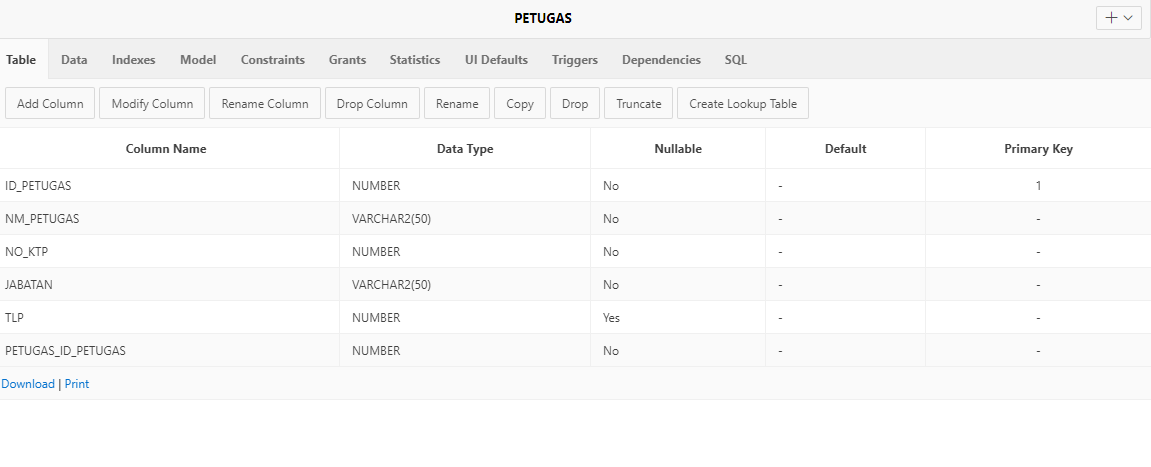 PETUGAS
Table Data Indexes Model Constraints Grants Statistics UI Defaults Triggers Dependencies SQL
Add Column Modify Column Rename Column Drop Column Rename Copy Drop Truncate Create Lookup Table
Column Name Data Type Nullable Default Primary Key
ID_PETUGAS NUMBER No - 1
NM_PETUGAS VARCHAR2(50) No - -
NO_KTP NUMBER No - -
JABATAN VARCHAR2(50) No - -
TLP NUMBER Yes - -
PETUGAS_ID_PETUGAS NUMBER No - -
Download | Print